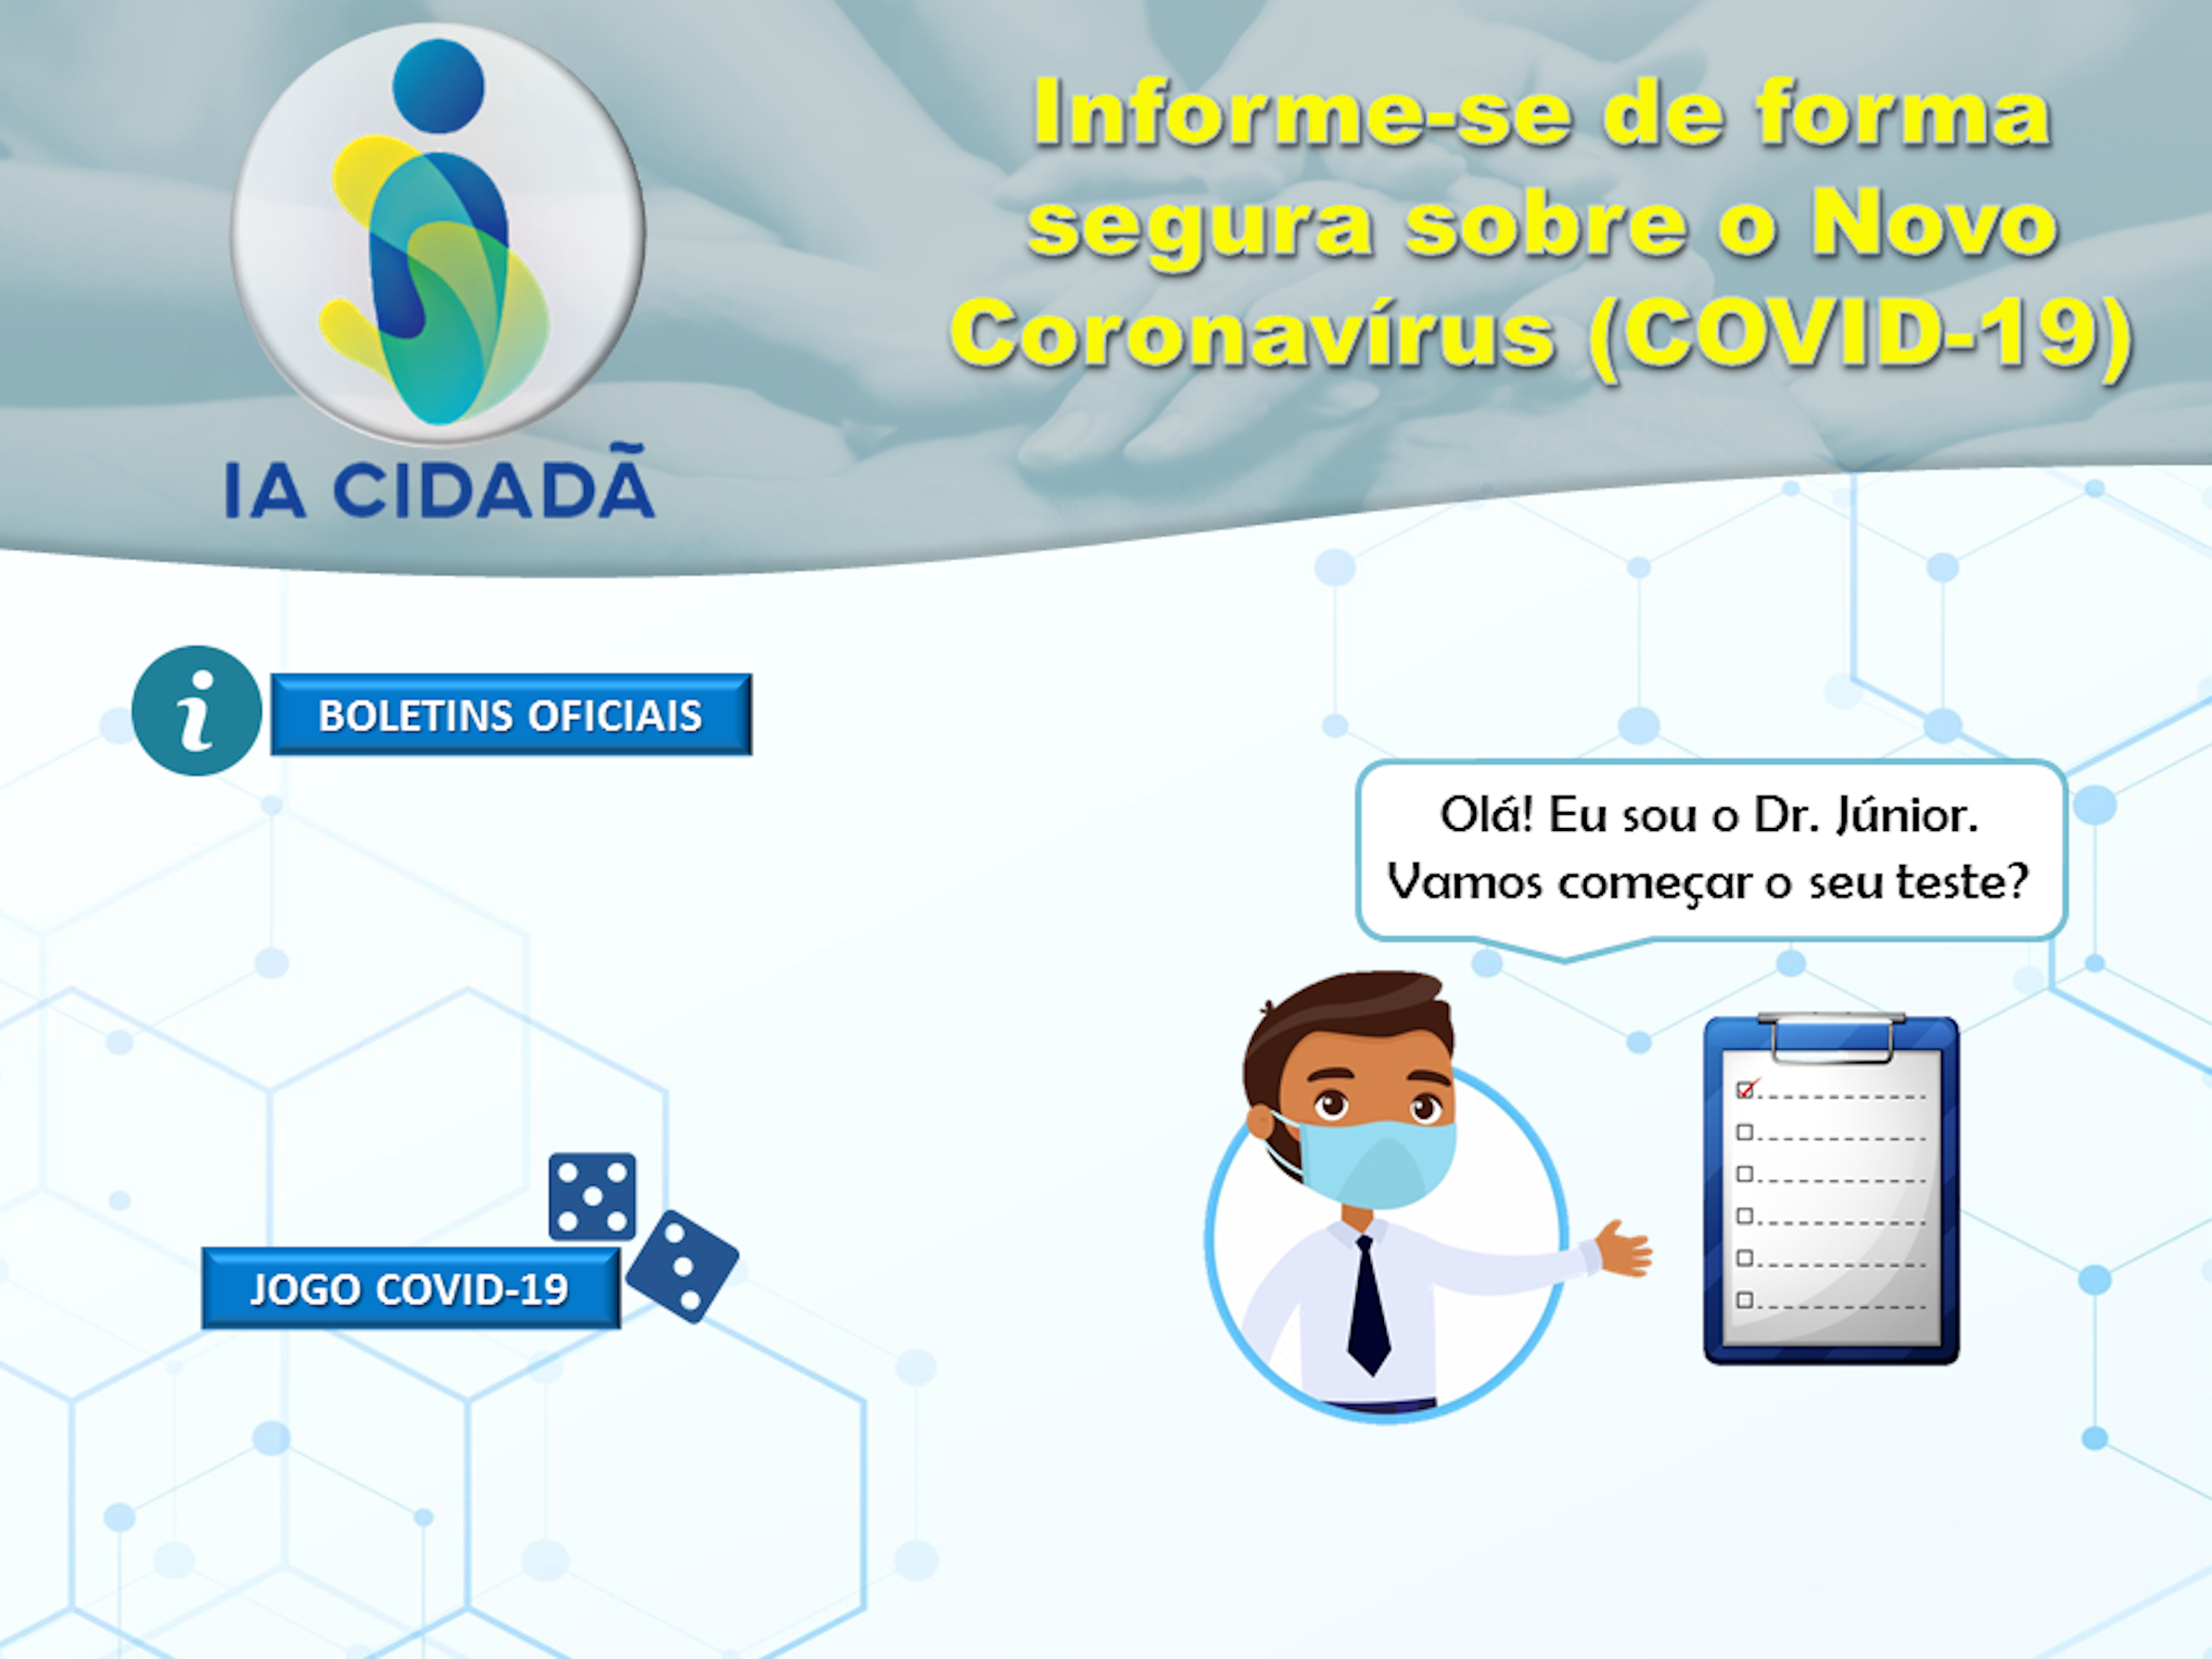 Informe-se de forma
segura sobre o Novo
Coronavírus (COVID-19)
IA CIDADÃ
i
BOLETINS OFICIAIS
Olá! Eu sou o Dr. Júnior.
Vamos começar o seu teste?
JOGO COVID-19